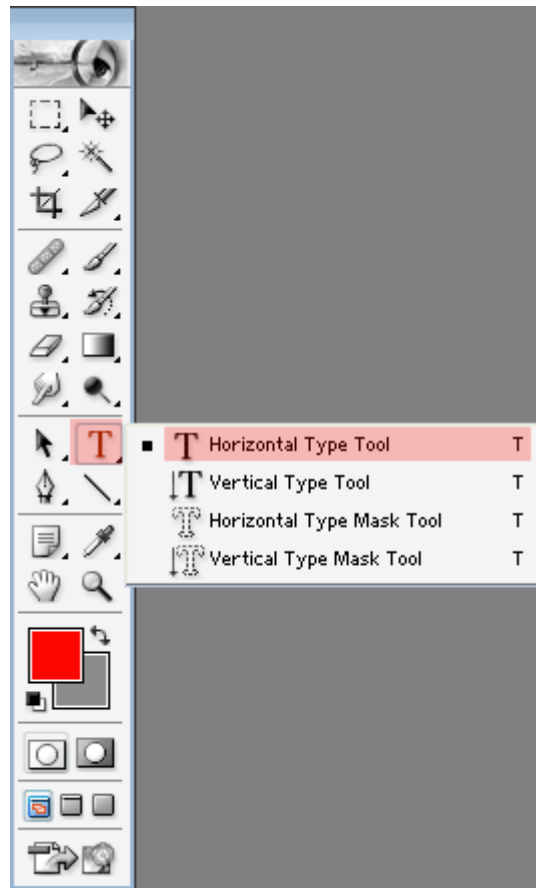 T Horizontal Type Tool T
T Vertical Type Tool T
T Horizontal Type Mask Tool T
T Vertical Type Mask Tool T